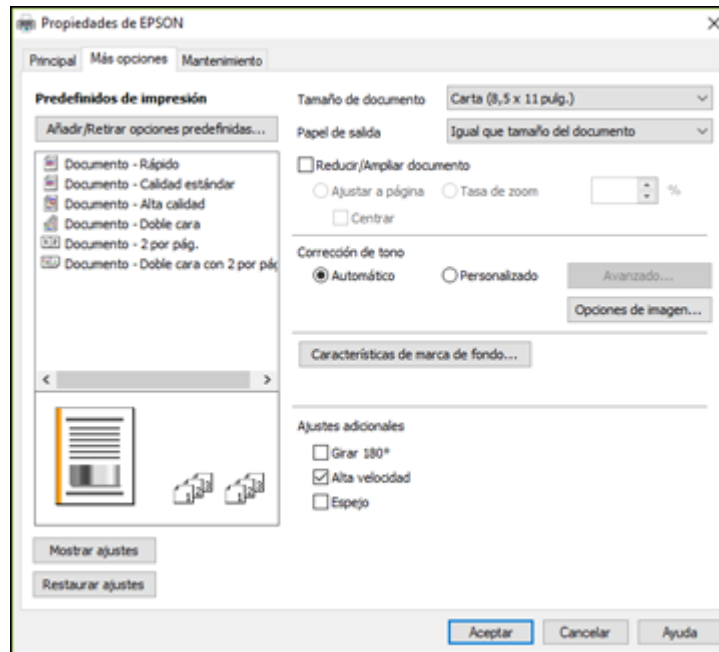 Propiedades de EPSON
Principal
Más opciones
Mantenimiento
Predefinidos de impresión
Añadir/Retirar opciones predefinidas...
Documento - Rápido
Documento - Calidad estándar
Documento - Alta calidad
Documento - Doble cara
Documento - 2 por pág.
Documento - Doble cara con 2 por pág
Mostrar ajustes
Restaurar ajustes
Tamaño de documento
Carta (8,5 x 11 pulg.)
Papel de salida
Igual que tamaño del documento
Reducir/Ampliar documento
Ajustar a página
Tasa de zoom
%
Centrar
Corrección de tono
Automático
Personalizado
Avanzado...
Opciones de imagen...
Características de marca de fondo...
Ajustes adicionales
Girar 180°
Alta velocidad
Espejo
Aceptar
Cancelar
Ayuda